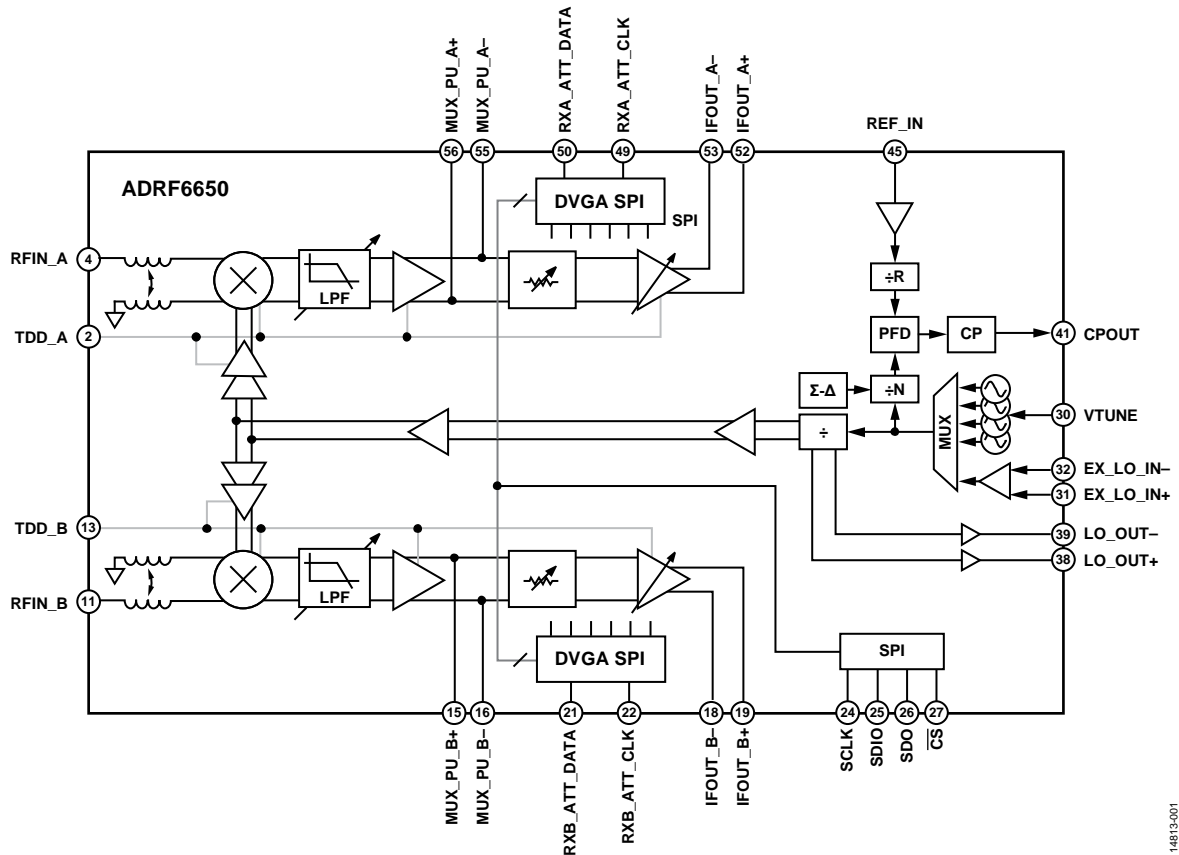 MUX_PU_A+
MUX_PU_A–
RXA_ATT_DATA
RXA_ATT_CLK
IFOUT_A–
IFOUT_A+
REF_IN
56
55
50
49
53
52
45
ADRF6650
DVGA SPI
SPI
RFIN_A
4
LPF
÷R
TDD_A
2
PFD
CP
41
CPOUT
Σ-Δ
÷N
MUX
30
VTUNE
÷
32
EX_LO_IN–
31
EX_LO_IN+
TDD_B
13
39
LO_OUT–
38
LO_OUT+
RFIN_B
11
LPF
DVGA SPI
SPI
15
16
21
22
18
19
24
25
26
27
MUX_PU_B+
MUX_PU_B–
RXB_ATT_DATA
RXB_ATT_CLK
IFOUT_B–
IFOUT_B+
SCLK
SDIO
SDO
CS
14813-001